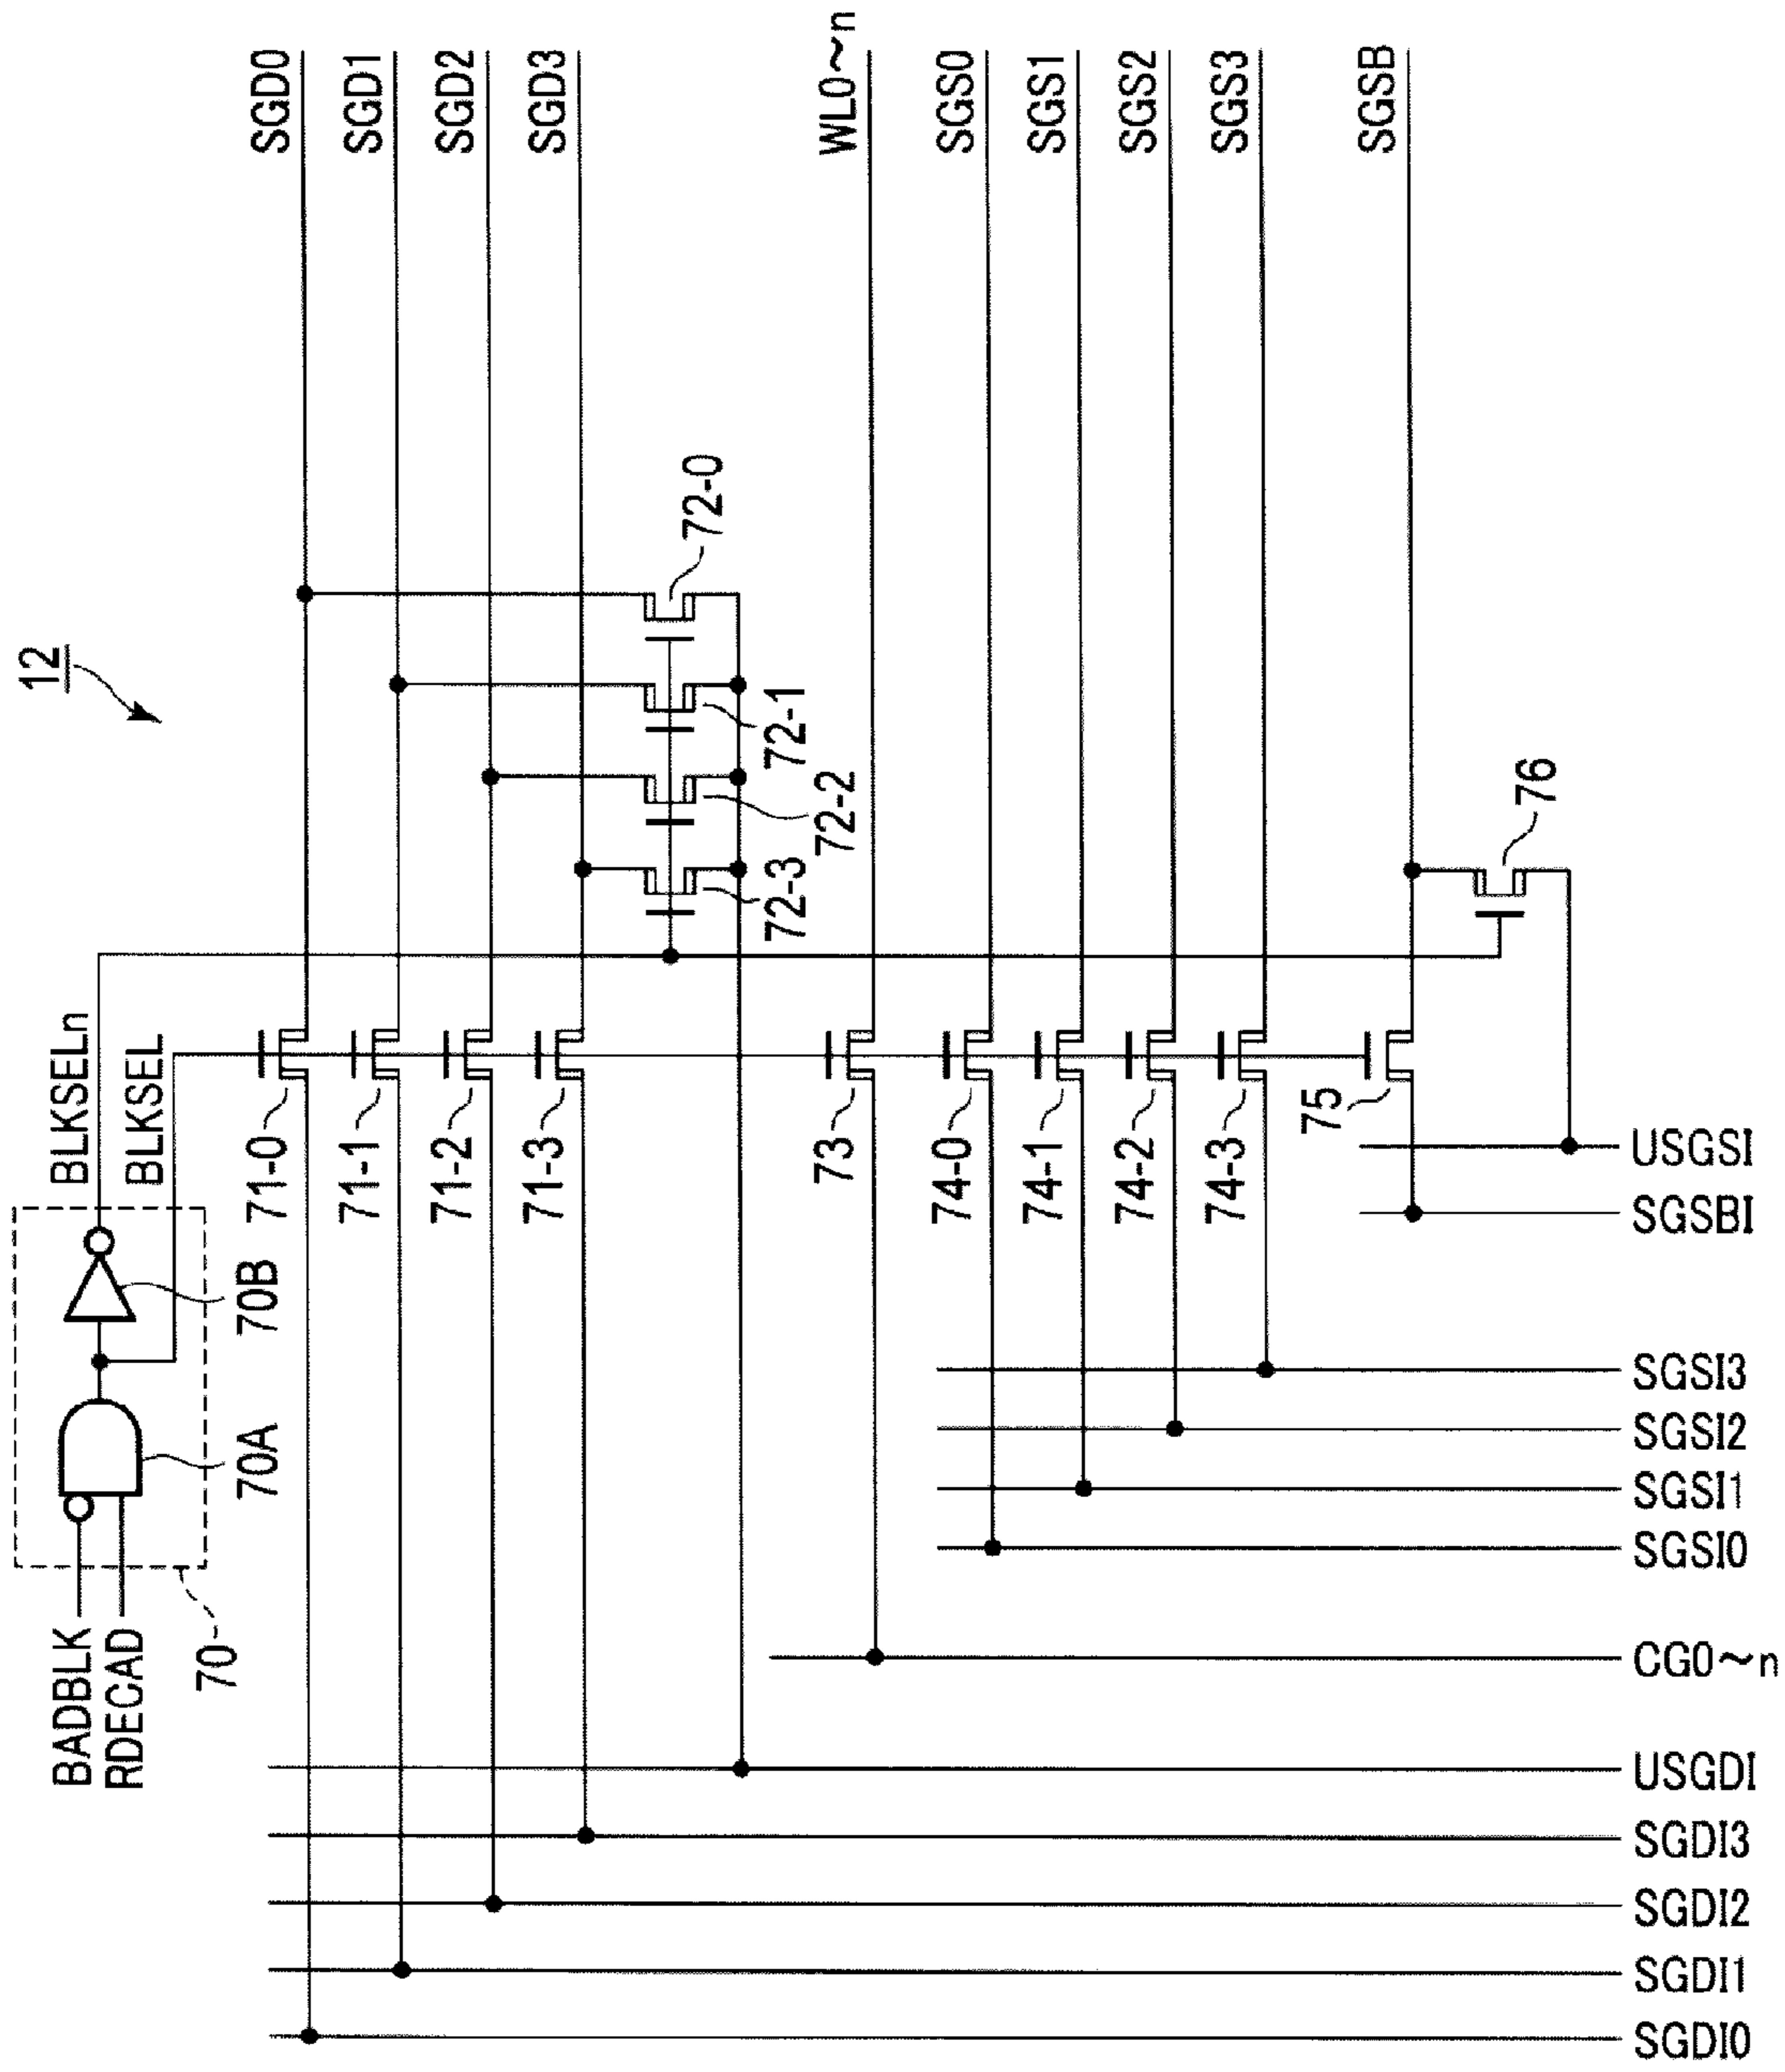 12
SGD0
SGD1
SGD2
SGD3
WL0~n
SGS0
SGS1
SGS2
SGS3
SGSB
72-0
72-1
72-2
72-3
76
BLKSELn
BLKSEL
71-0
71-1
71-2
71-3
73
74-0
74-1
74-2
74-3
75
70B
70A
70
BADBLK
RDECAD
USGSI
SGSBI
SGSI3
SGSI2
SGSI1
SGSI0
CG0~n
USGDI
SGDI3
SGDI2
SGDI1
SGDI0